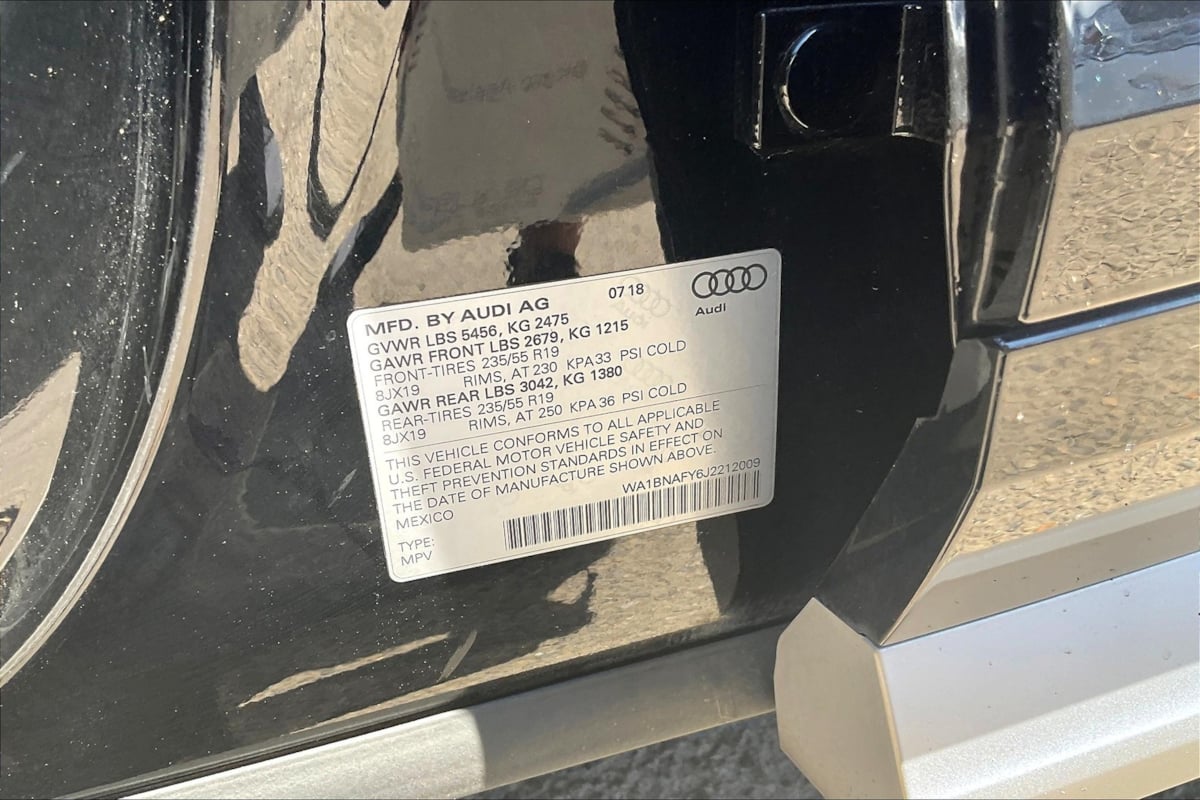 MFD. BY AUDI AG 07 18
GVWR LBS 5456, KG 2475
GAWR FRONT LBS 2679, KG 1215
FRONT-TIRES 235/55 R19
8JX19 RIMS, AT 230 KPA 33 PSI COLD
GAWR REAR LBS 3042, KG 1380
REAR-TIRES 235/55 R19
8JX19 RIMS, AT 250 KPA 36 PSI COLD
THIS VEHICLE CONFORMS TO ALL APPLICABLE
U.S. FEDERAL MOTOR VEHICLE SAFETY AND
THEFT PREVENTION STANDARDS IN EFFECT ON
THE DATE OF MANUFACTURE SHOWN ABOVE.
MEXICO WA1BNAFY6J2212009
TYPE:
MPV
Audi